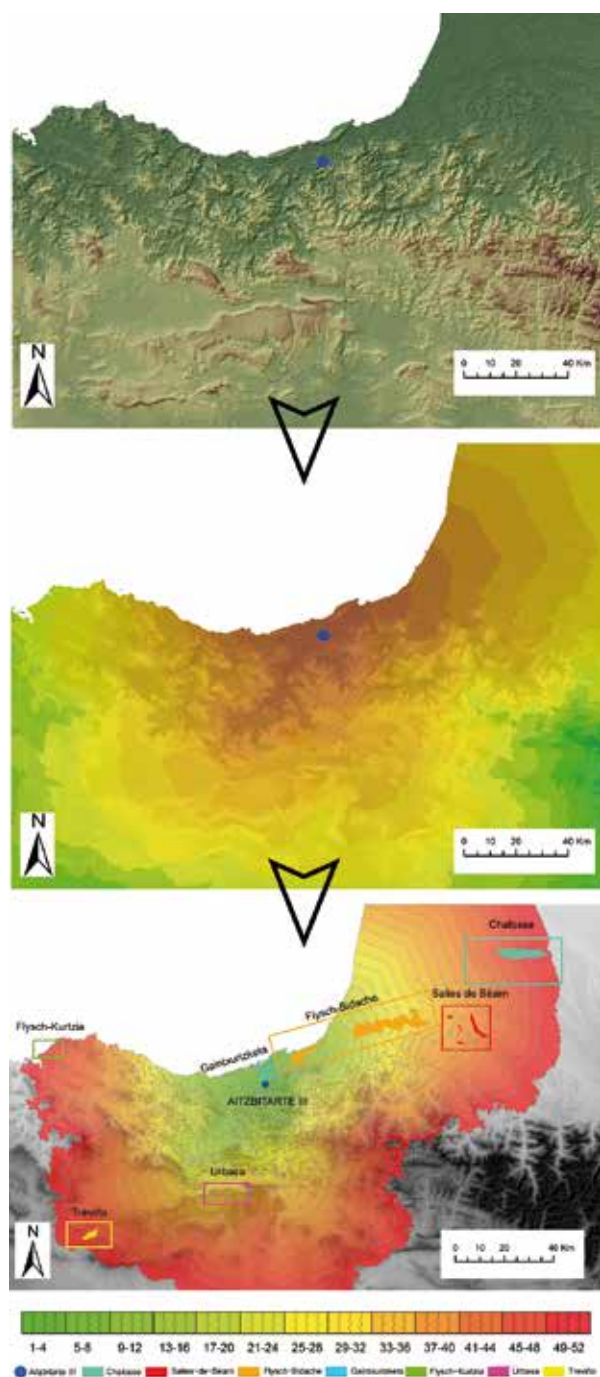 N
0 10 20 40 Km
N
0 10 20 40 Km
Chalosse
Salies de Béarn
Flysch-Bidache
Flysch-Kurtzia
Gaintxurizketa
AITZBITARTE III
Urbasa
Treviño
N
0 10 20 40 Km
1-4 5-8 9-12 13-16 17-20 21-24 25-28 29-32 33-36 37-40 41-44 45-48 49-52
Aitzbitarte III Chalosse Salies-de-Béarn Flysch-Bidache Flysch-Kurtzia Urbasa Treviño